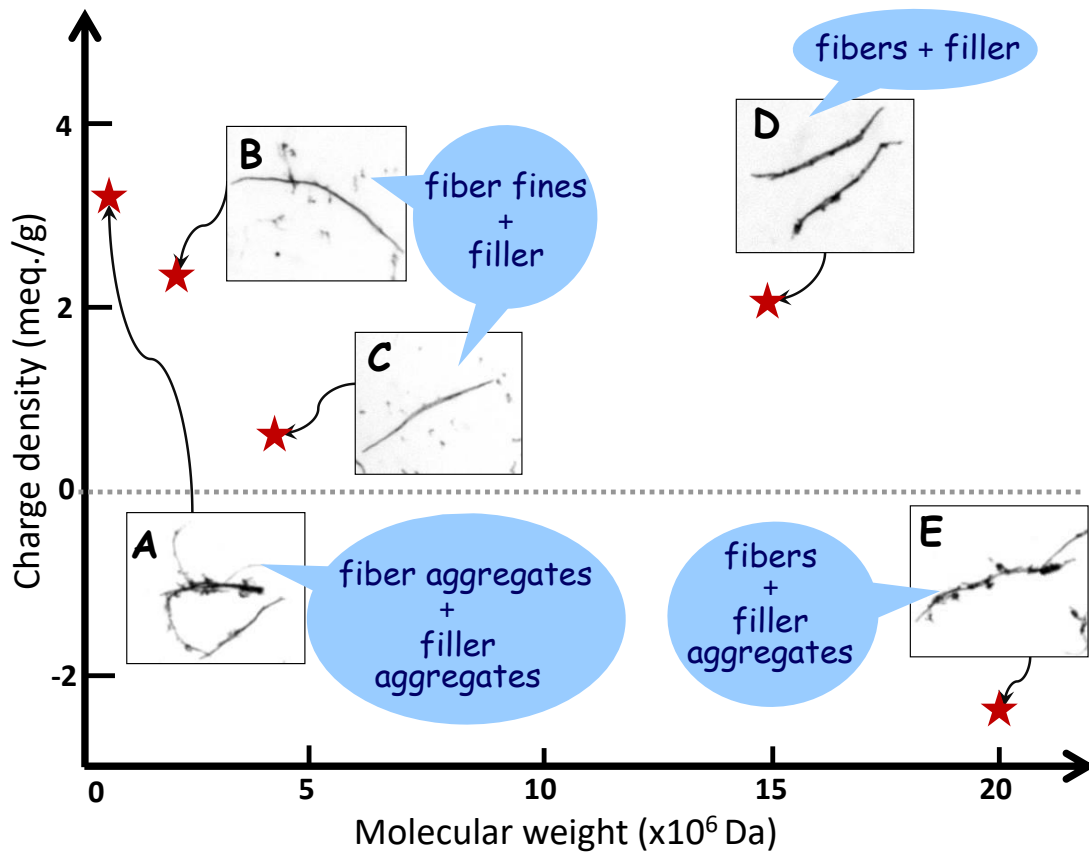 Charge density (meq./g)
4
2
0
-2
B
fiber fines
+
filler
D
fibers + filler
C
A
fiber aggregates
+
filler
aggregates
E
fibers
+
filler
aggregates
0
5
10
15
20
Molecular weight (x10⁶ Da)